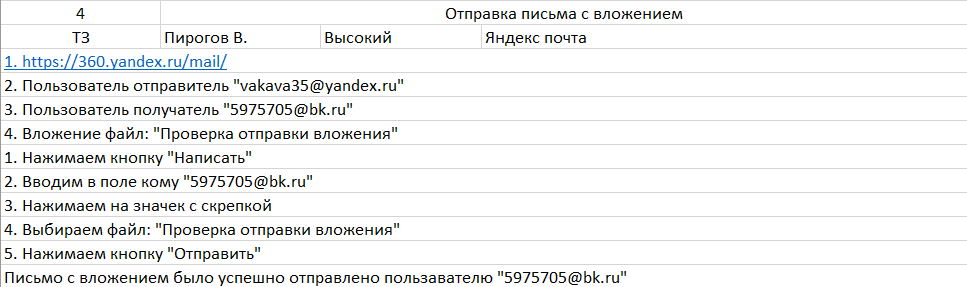 4 Отправка письма с вложением
ТЗ Пирогов В. Высокий Яндекс почта
1. https://360.yandex.ru/mail/
2. Пользователь отправитель "vakava35@yandex.ru"
3. Пользователь получатель "5975705@bk.ru"
4. Вложение файл: "Проверка отправки вложения"
1. Нажимаем кнопку "Написать"
2. Вводим в поле кому "5975705@bk.ru"
3. Нажимаем на значек с скрепкой
4. Выбираем файл: "Проверка отправки вложения"
5. Нажимаем кнопку "Отправить"
Письмо с вложением было успешно отправлено пользавателю "5975705@bk.ru"